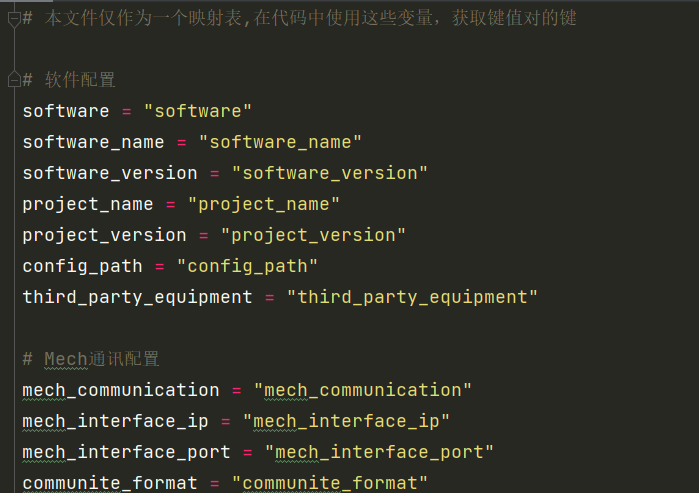 # 本文件仅作为一个映射表,在代码中使用这些变量，获取键值对的键
# 软件配置
software = "software"
software_name = "software_name"
software_version = "software_version"
project_name = "project_name"
project_version = "project_version"
config_path = "config_path"
third_party_equipment = "third_party_equipment"
# Mech通讯配置
mech_communication = "mech_communication"
mech_interface_ip = "mech_interface_ip"
mech_interface_port = "mech_interface_port"
communite_format = "communite_format"